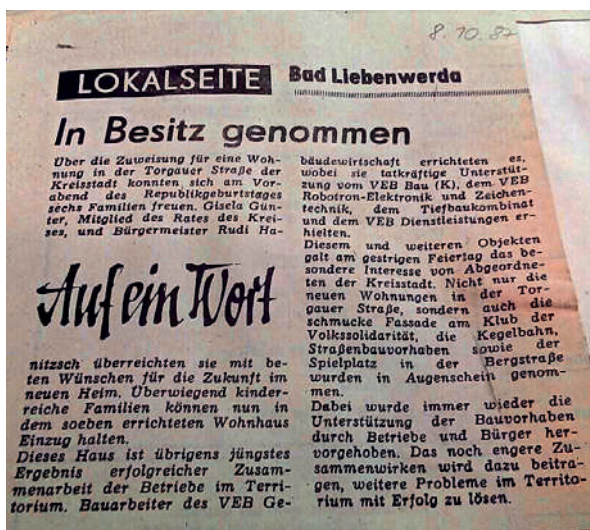 8.10.87
LOKALSEITE Bad Liebenwerda
In Besitz genommen
Über die Zuweisung für eine Woh-
nung in der Torgauer Straße der
Kreisstadt konnten sich am Vor-
abend des Republikgeburtstages
sechs Familien freuen. Gisela Gün-
ter, Mitglied des Rates des Krei-
ses, und Bürgermeister Rudi Ha-
Auf ein Wort
nitzsch überreichten sie mit be-
ten Wünschen für die Zukunft im
neuen Heim. Überwiegend kinder-
reiche Familien können nun in
dem soeben errichteten Wohnhaus
Einzug halten.
Dieses Haus ist übrigens jüngstes
Ergebnis erfolgreicher Zusam-
menarbeit der Betriebe im Terri-
torium. Bauarbeiter des VEB Ge-
bäudewirtschaft errichteten es,
wobei sie tatkräftige Unterstüt-
zung vom VEB Bau (K), dem VEB
Robotron-Elektronik und Zeichen-
technik, dem Tiefbaukombinat
und dem VEB Dienstleistungen er-
hielten.
Diesem und weiteren Objekten
galt am gestrigen Feiertag das be-
sondere Interesse von Abgeordne-
ten der Kreisstadt. Nicht nur die
neuen Wohnungen in der Tor-
gauer Straße, sondern auch die
schmucke Fassade am Klub der
Volkssolidarität, die Kegelbahn,
Straßenbauvorhaben sowie der
Spielplatz in der Bergstraße
wurden in Augenschein genom-
men.
Dabei wurde immer wieder die
Unterstützung der Bauvorhaben
durch Betriebe und Bürger her-
vorgehoben. Das noch engere Zu-
sammenwirken wird dazu beitra-
gen, weitere Probleme im Territo-
rium mit Erfolg zu lösen.